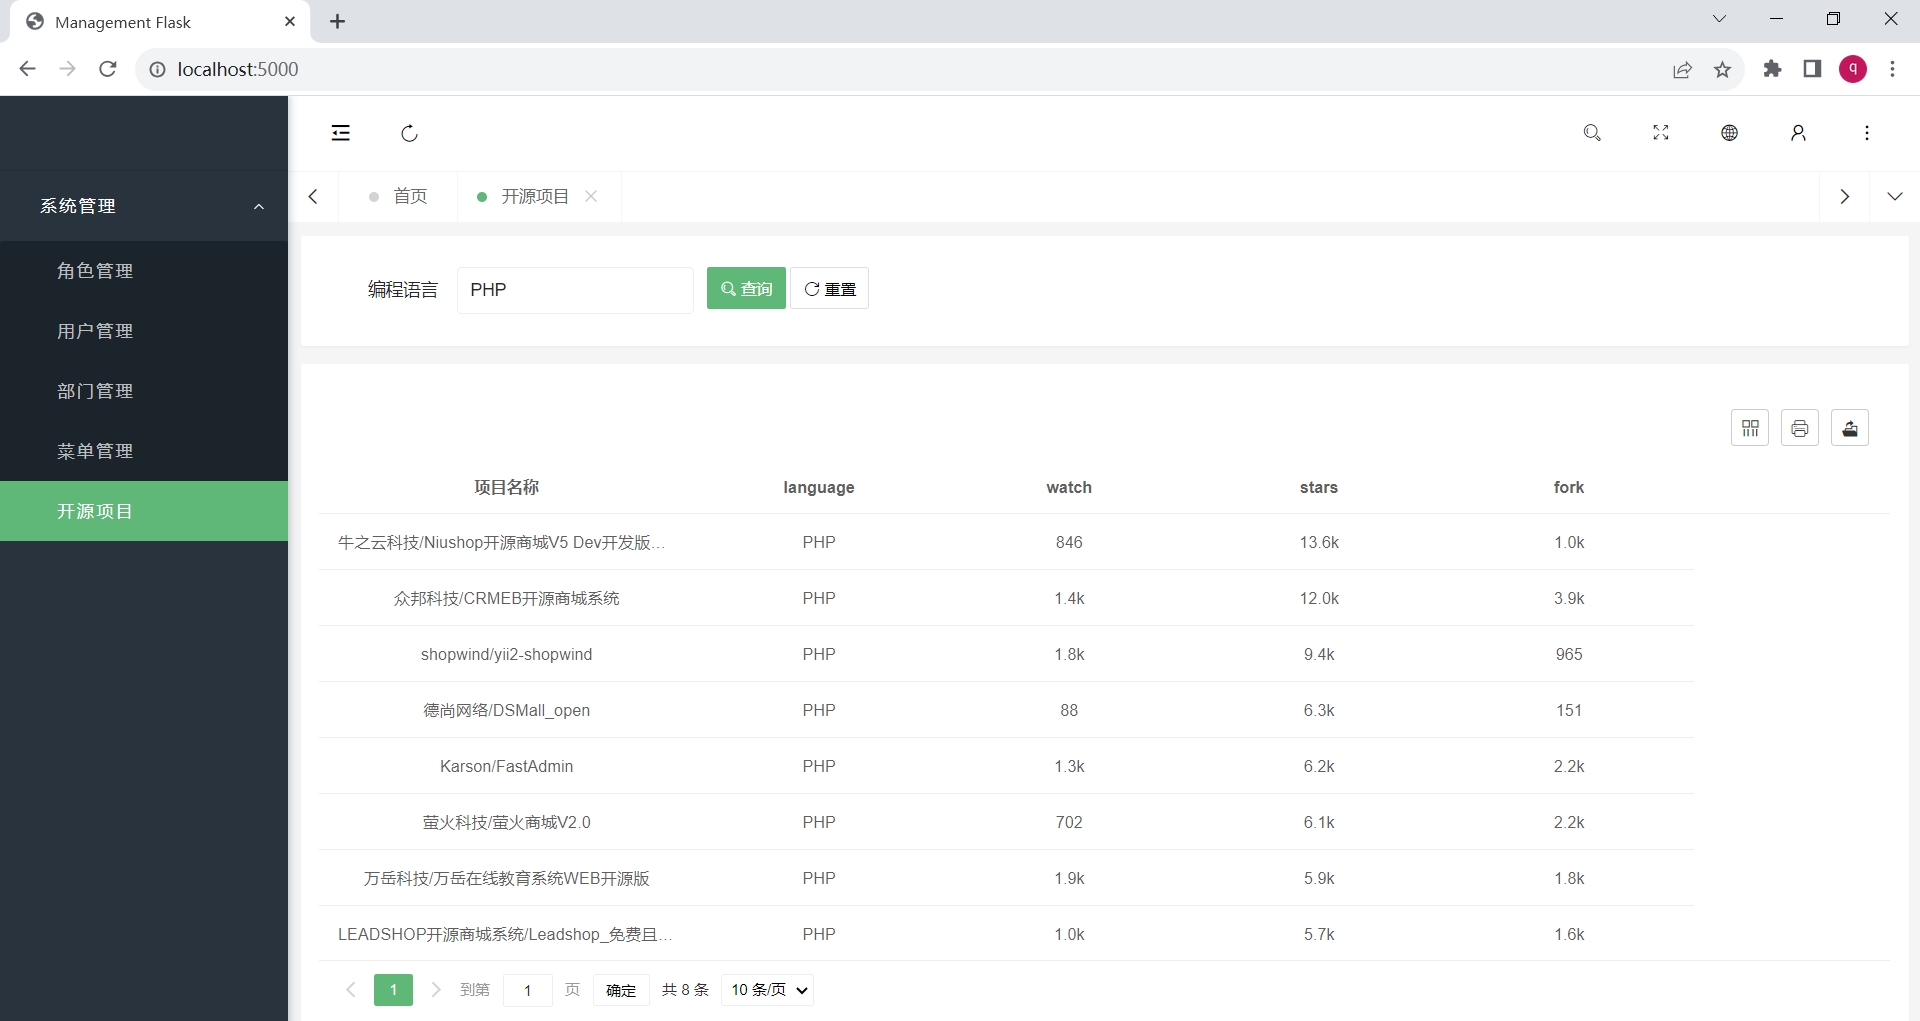 Management Flask
localhost:5000
q
系统管理
角色管理
用户管理
部门管理
菜单管理
开源项目
首页
开源项目
编程语言
PHP
查询
重置
项目名称 language watch stars fork
牛之云科技/Niushop开源商城V5 Dev开发版... PHP 846 13.6k 1.0k
众邦科技/CRMEB开源商城系统 PHP 1.4k 12.0k 3.9k
shopwind/yii2-shopwind PHP 1.8k 9.4k 965
德尚网络/DSMall_open PHP 88 6.3k 151
Karson/FastAdmin PHP 1.3k 6.2k 2.2k
萤火科技/萤火商城V2.0 PHP 702 6.1k 2.2k
万岳科技/万岳在线教育系统WEB开源版 PHP 1.9k 5.9k 1.8k
LEADSHOP开源商城系统/Leadshop_免费且... PHP 1.0k 5.7k 1.6k
1 到第 1 页 确定 共 8 条 10 条/页